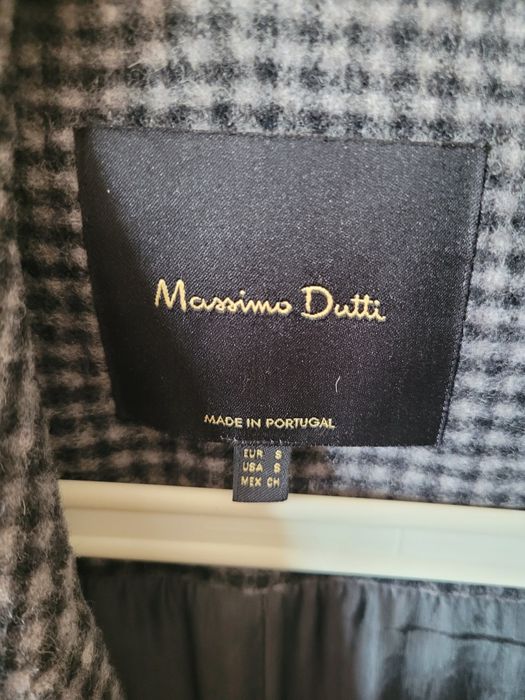 Massimo Dutti
MADE IN PORTUGAL
EUR S
USA S
MEX CH